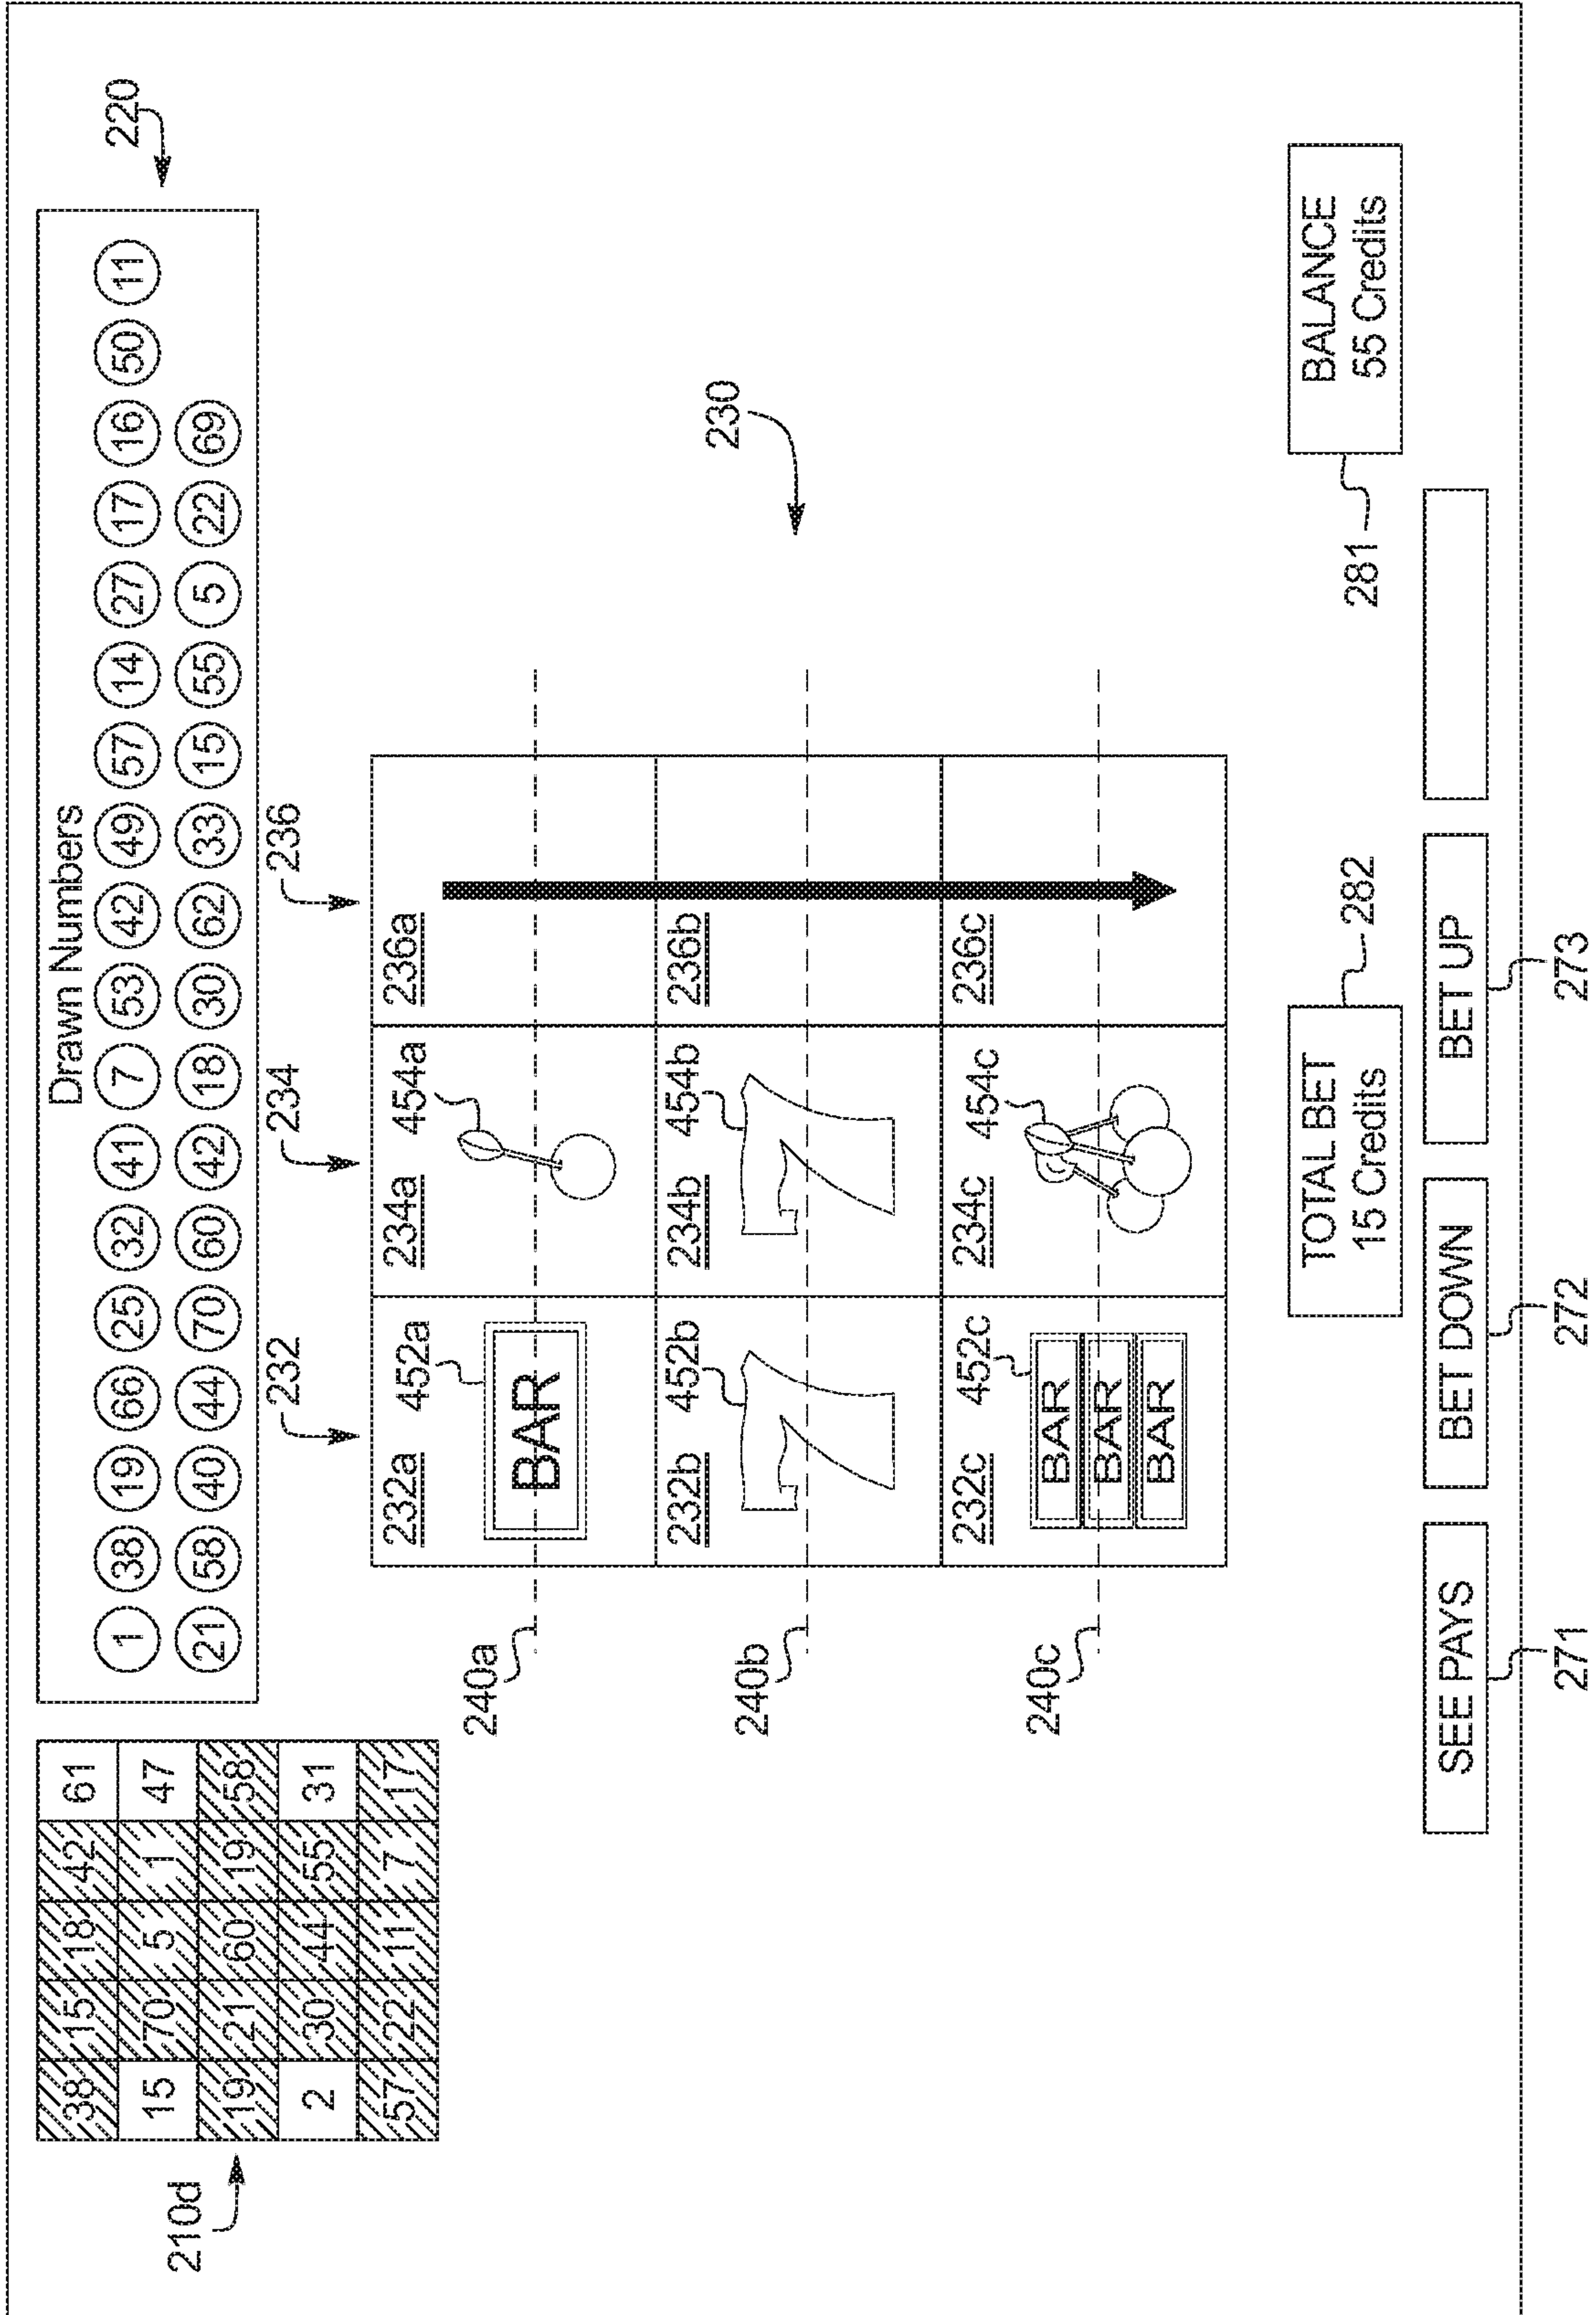 210d
38 15 18 42 61
15 70 5 1 47
19 21 60 19 58
2 30 44 55 31
57 22 11 7 17
Drawn Numbers
1 38 19 66 25 32 41 7 53 42 49 57 14 27 17 16 50 11
21 58 40 44 70 60 42 18 30 62 33 15 55 5 22 69
220
232 234 236
232a 452a 234a 454a 236a
BAR
240a
232b 452b 234b 454b 236b
240b
232c 452c 234c 454c 236c
BAR
BAR
BAR
240c
230
TOTAL BET
15 Credits
282
BALANCE
55 Credits
281
SEE PAYS BET DOWN BET UP
271 272 273